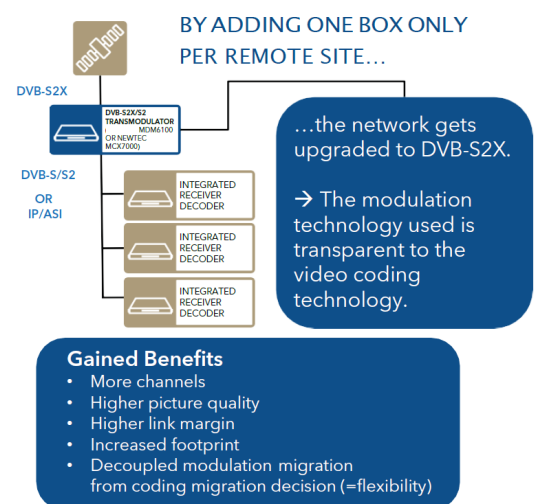 BY ADDING ONE BOX ONLY
PER REMOTE SITE...
DVB-S2X
DVB-S2X/S2
TRANSMODULATOR
( MDM6100
OR NEWTEC
MCX7000)
DVB-S/S2
OR
IP/ASI
INTEGRATED
RECEIVER
DECODER
INTEGRATED
RECEIVER
DECODER
INTEGRATED
RECEIVER
DECODER
...the network gets
upgraded to DVB-S2X.
→ The modulation
technology used is
transparent to the
video coding
technology.
Gained Benefits
• More channels
• Higher picture quality
• Higher link margin
• Increased footprint
• Decoupled modulation migration
from coding migration decision (=flexibility)